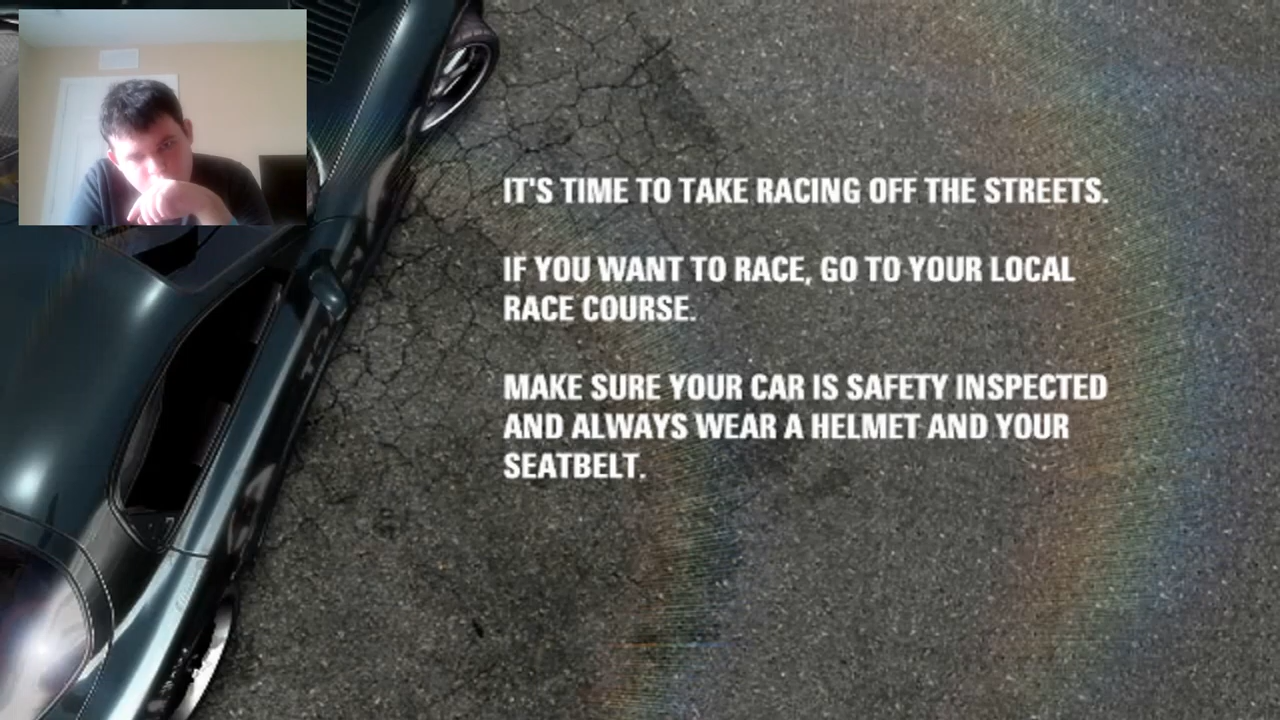 IT'S TIME TO TAKE RACING OFF THE STREETS.
IF YOU WANT TO RACE, GO TO YOUR LOCAL
RACE COURSE.
MAKE SURE YOUR CAR IS SAFETY INSPECTED
AND ALWAYS WEAR A HELMET AND YOUR
SEATBELT.